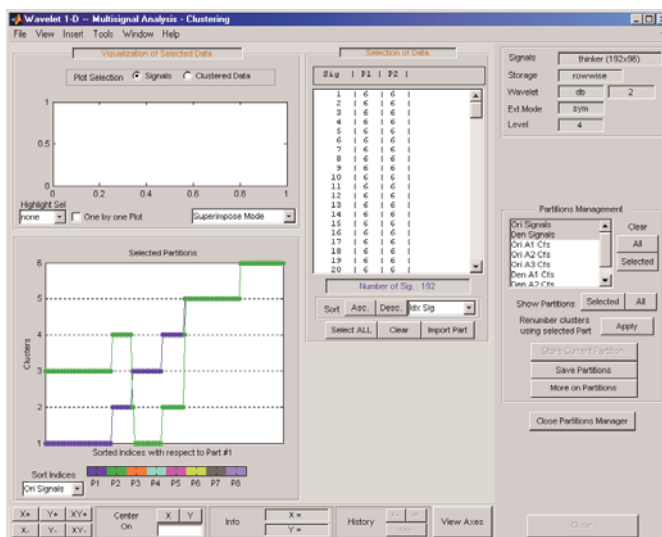 Wavelet 1-D -- Multisignal Analysis - Clustering
File View Insert Tools Window Help
Visualization of Selected Data
Plot Selection Signals Clustered Data
1
0.5
0
0 0.2 0.4 0.6 0.8 1
Highlight Sel
none One by one Plot Superimpose Mode
Selected Partitions
6
5
4
3
2
1
Clusters
Sorted Indices with respect to Part #1
Sort Indices
Ori Signals
P1 P2 P3 P4 P5 P6 P7 P8
Selection of Data
Sig | P1 | P2 |
1 | 6 | 6 |
2 | 6 | 6 |
3 | 6 | 6 |
4 | 6 | 6 |
5 | 6 | 6 |
6 | 6 | 6 |
7 | 6 | 6 |
8 | 6 | 6 |
9 | 6 | 6 |
10 | 6 | 6 |
11 | 6 | 6 |
12 | 6 | 6 |
13 | 6 | 6 |
14 | 6 | 6 |
15 | 6 | 6 |
16 | 6 | 6 |
17 | 6 | 6 |
18 | 6 | 6 |
19 | 6 | 6 |
20 | 6 | 6 |
Number of Sig. : 192
Sort Asc. Desc. Idx Sig
Select ALL Clear Import Part
Signals thinker (192x96)
Storage rowwise
Wavelet db 2
Ext.Mode sym
Level 4
Partitions Management
Ori Signals
Den Signals
Ori A1 Cfs
Ori A2 Cfs
Ori A3 Cfs
Den A1 Cfs
Den A2 Cfs
Clear
All
Selected
Show Partitions Selected All
Renumber clusters
using selected Part Apply
Store Current Partition
Save Partitions
More on Partitions
Close Partitions Manager
X+ Y+ XY+
X- Y- XY-
Center
On
X Y
Info
X =
Y =
History
View Axes
Close